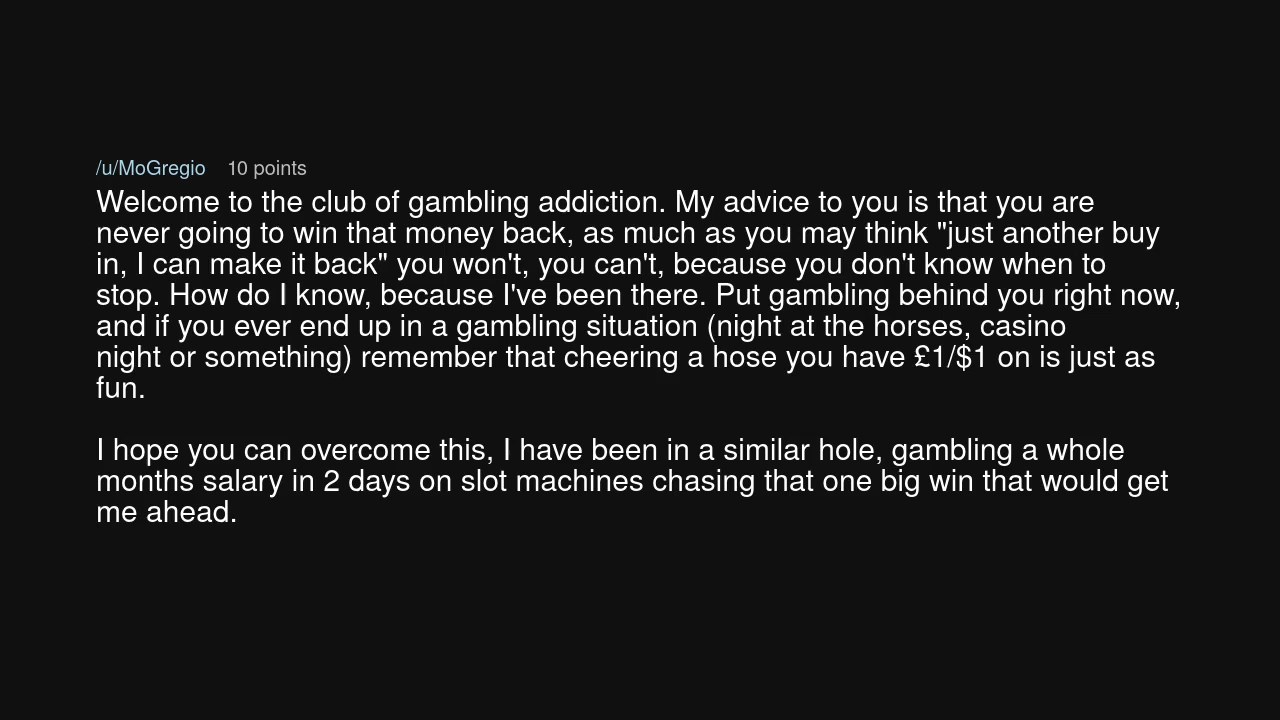 /u/MoGregio 10 points
Welcome to the club of gambling addiction. My advice to you is that you are
never going to win that money back, as much as you may think "just another buy
in, I can make it back" you won't, you can't, because you don't know when to
stop. How do I know, because I've been there. Put gambling behind you right now,
and if you ever end up in a gambling situation (night at the horses, casino
night or something) remember that cheering a hose you have £1/$1 on is just as
fun.
I hope you can overcome this, I have been in a similar hole, gambling a whole
months salary in 2 days on slot machines chasing that one big win that would get
me ahead.